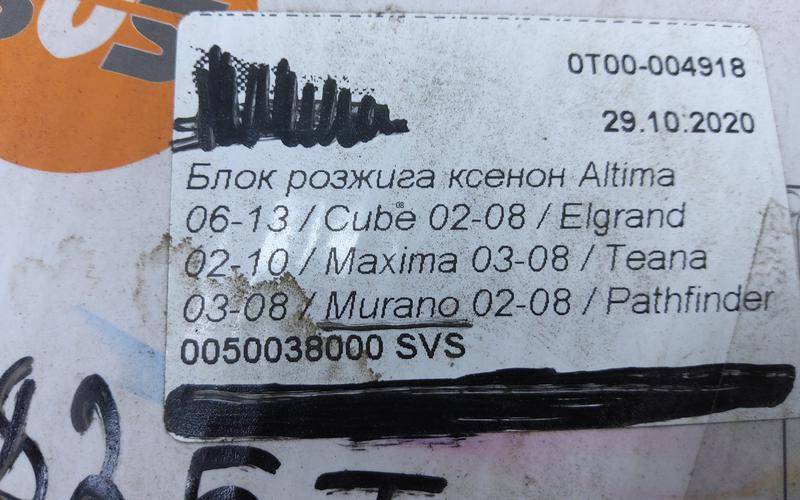 0T00-004918
29.10.2020
Блок розжига ксенон Altima
06-13 / Cube 02-08 / Elgrand
02-10 / Maxima 03-08 / Teana
03-08 / Murano 02-08 / Pathfinder
0050038000 SVS